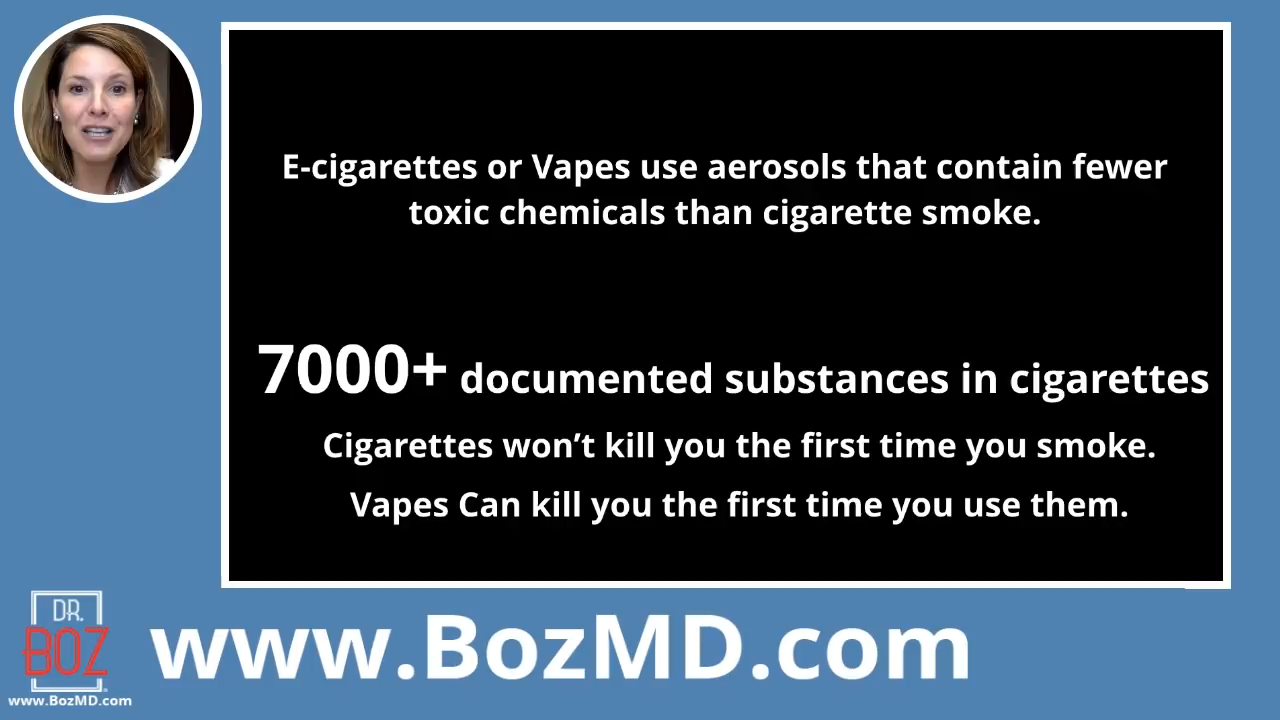 E-cigarettes or Vapes use aerosols that contain fewer
toxic chemicals than cigarette smoke.
7000+ documented substances in cigarettes
Cigarettes won’t kill you the first time you smoke.
Vapes Can kill you the first time you use them.
DR.
BOZ
www.BozMD.com
www.BozMD.com